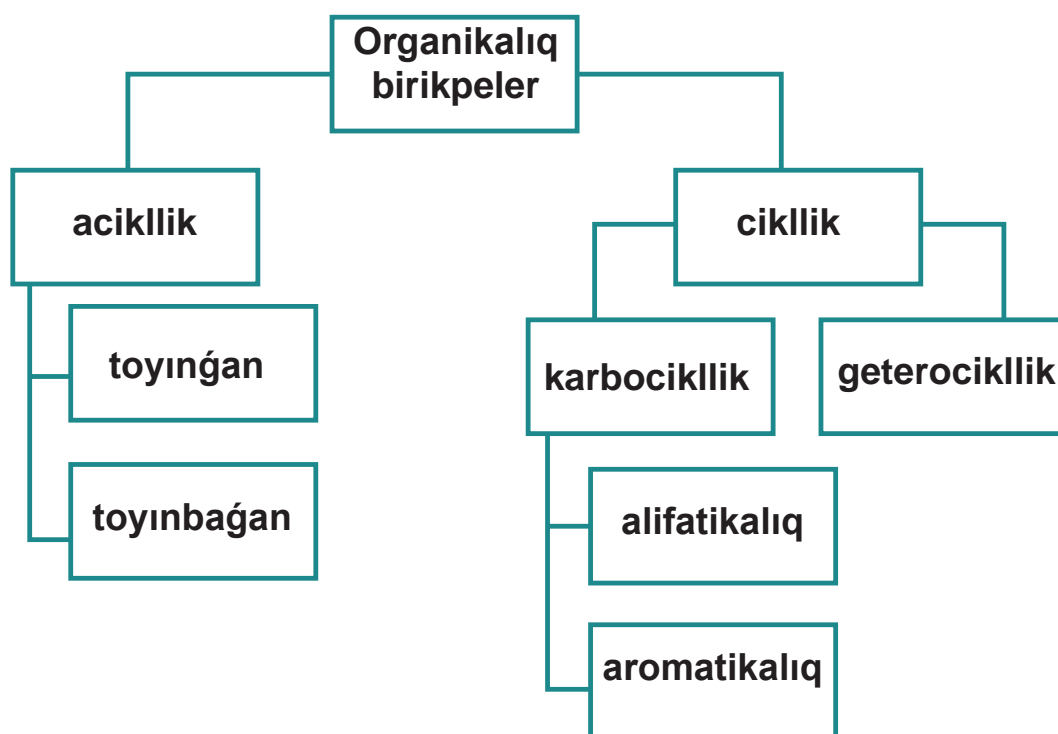 Organikalıq
birikpeler
acikllik
cikllik
toyınǵan
karbocikllik
geterocikllik
toyınbaǵan
alifatikalıq
aromatikalıq